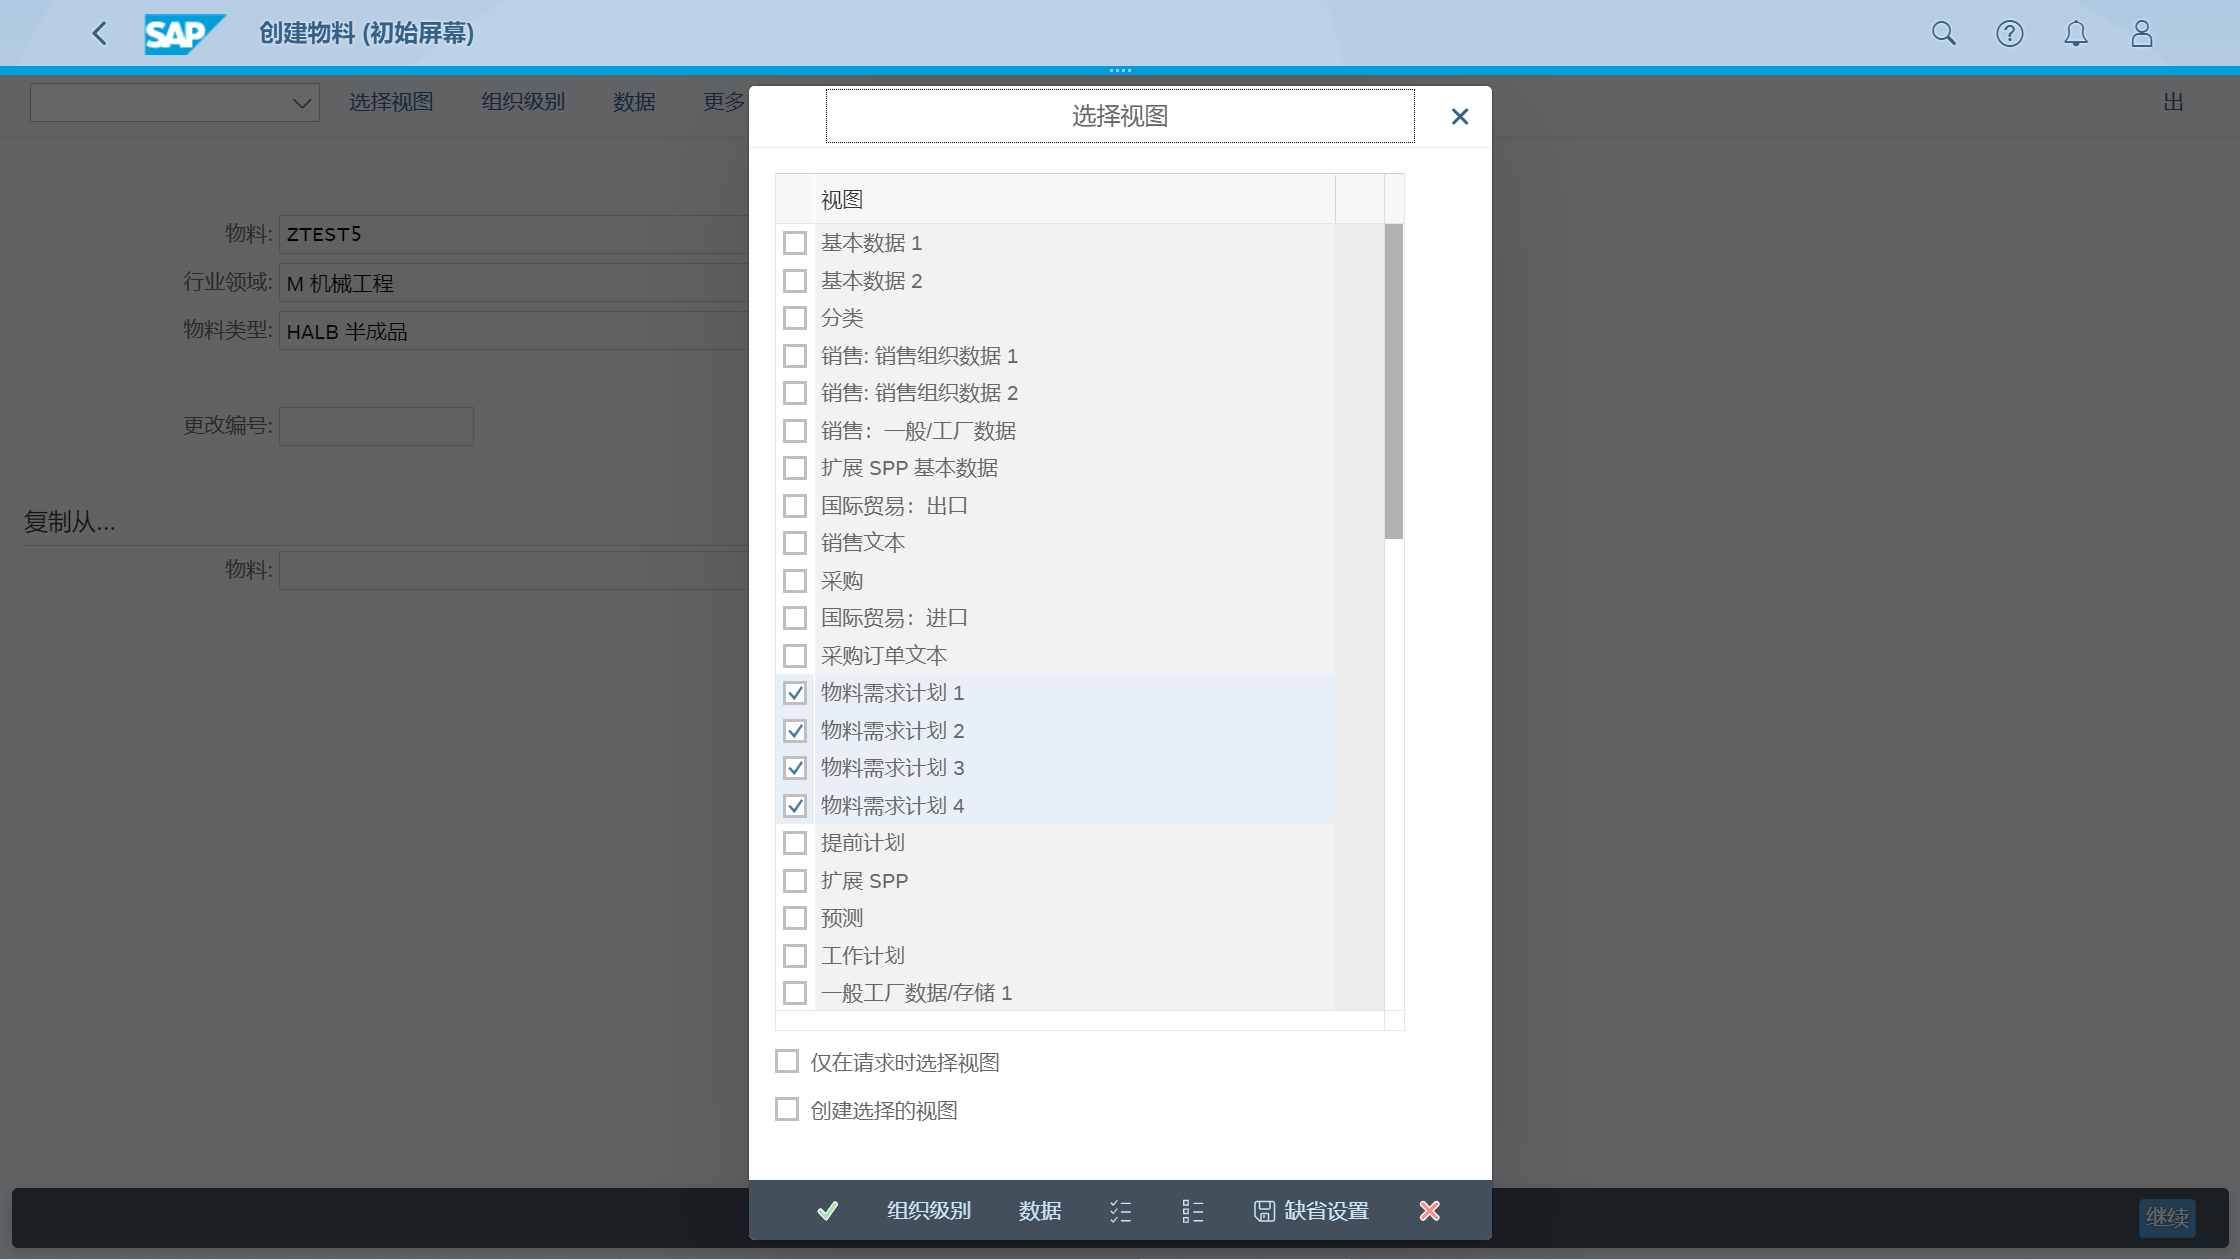 SAP 创建物料 (初始屏幕)
选择视图 组织级别 数据 更多 出
选择视图
物料: ZTEST5
行业领域: M 机械工程
物料类型: HALB 半成品
更改编号:
复制从...
物料:
视图
基本数据 1
基本数据 2
分类
销售: 销售组织数据 1
销售: 销售组织数据 2
销售：一般/工厂数据
扩展 SPP 基本数据
国际贸易：出口
销售文本
采购
国际贸易：进口
采购订单文本
物料需求计划 1
物料需求计划 2
物料需求计划 3
物料需求计划 4
提前计划
扩展 SPP
预测
工作计划
一般工厂数据/存储 1
仅在请求时选择视图
创建选择的视图
组织级别 数据 缺省设置
继续